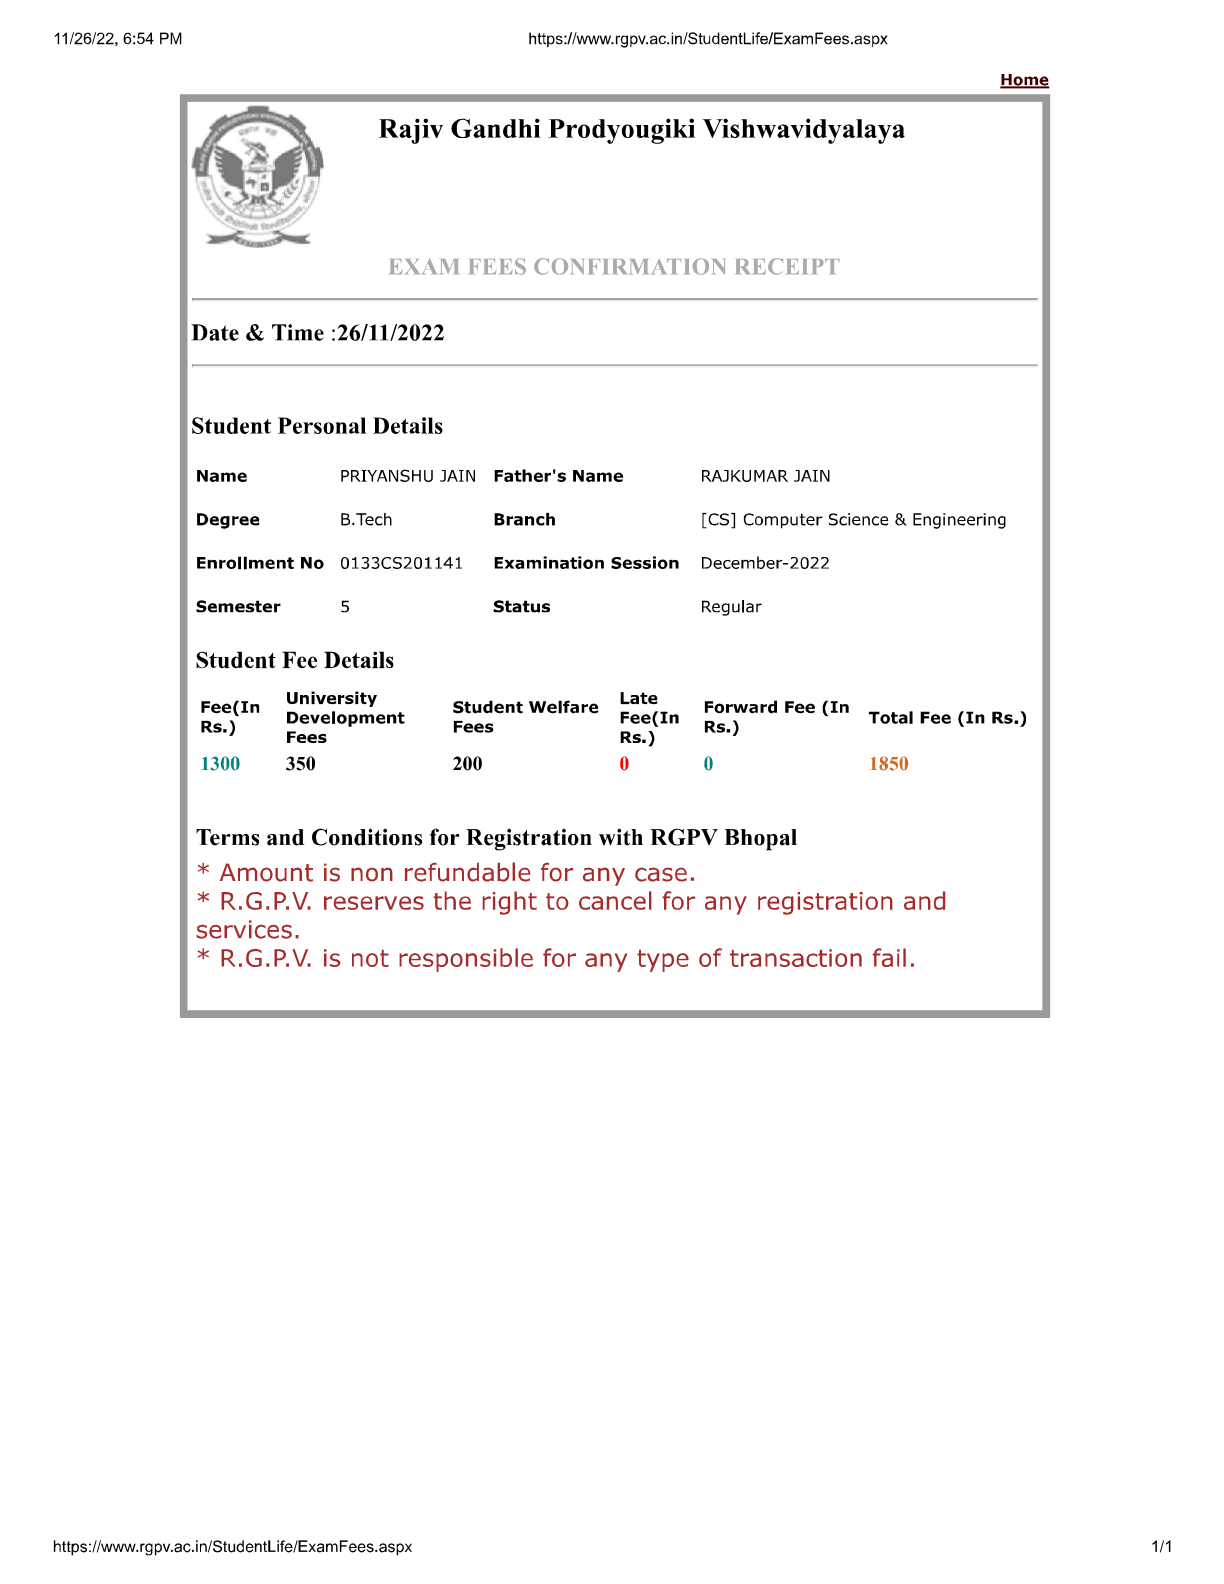 11/26/22, 6:54 PM https://www.rgpv.ac.in/StudentLife/ExamFees.aspx
Home
Rajiv Gandhi Prodyougiki Vishwavidyalaya
EXAM FEES CONFIRMATION RECEIPT
Date & Time :26/11/2022
Student Personal Details
Name PRIYANSHU JAIN Father's Name RAJKUMAR JAIN
Degree B.Tech Branch [CS] Computer Science & Engineering
Enrollment No 0133CS201141 Examination Session December-2022
Semester 5 Status Regular
Student Fee Details
Fee(In Rs.) University Development Fees Student Welfare Fees Late Fee(In Rs.) Forward Fee (In Rs.) Total Fee (In Rs.)
1300 350 200 0 0 1850
Terms and Conditions for Registration with RGPV Bhopal
* Amount is non refundable for any case.
* R.G.P.V. reserves the right to cancel for any registration and
services.
* R.G.P.V. is not responsible for any type of transaction fail.
https://www.rgpv.ac.in/StudentLife/ExamFees.aspx 1/1